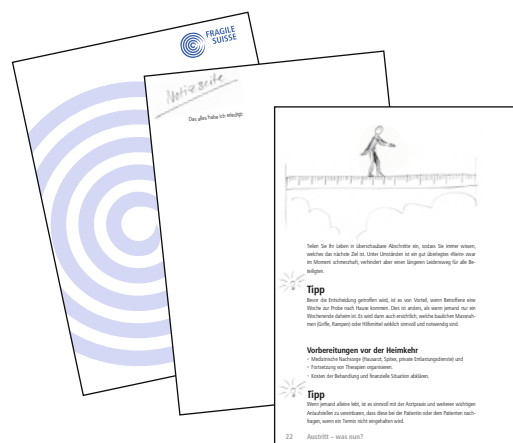 FRAGILE
SUISSE
Notizseite
Das alles habe ich erledigt:
Teilen Sie Ihr Leben in überschaubare Abschnitte ein, sodass Sie immer wissen,
welches das nächste Ziel ist. Unter Umständen ist ein gut überlegtes «Nein» zwar
im Moment schmerzhaft, verhindert aber einen längeren Leidensweg für alle Be-
teiligten.
Tipp
Bevor die Entscheidung getroffen wird, ist es von Vorteil, wenn Betroffene eine
Woche zur Probe nach Hause kommen. Dies ist anders, als wenn jemand nur ein
Wochenende daheim ist. Es wird dann auch ersichtlich, welche baulichen Massnah-
men (Griffe, Rampen) oder Hilfsmittel wirklich sinnvoll und notwendig sind.
Vorbereitungen vor der Heimkehr
• Medizinische Nachsorge (Hausarzt, Spitex, private Entlastungsdienste) und
• Fortsetzung von Therapien organisieren.
• Kosten der Behandlung und finanzielle Situation abklären.
Tipp
Wenn jemand alleine lebt, ist es sinnvoll mit der Arztpraxis und weiteren wichtigen
Anlaufstellen zu vereinbaren, dass diese bei der Patientin oder dem Patienten nach-
fragen, wenn ein Termin nicht eingehalten wird.
22 Austritt – was nun?